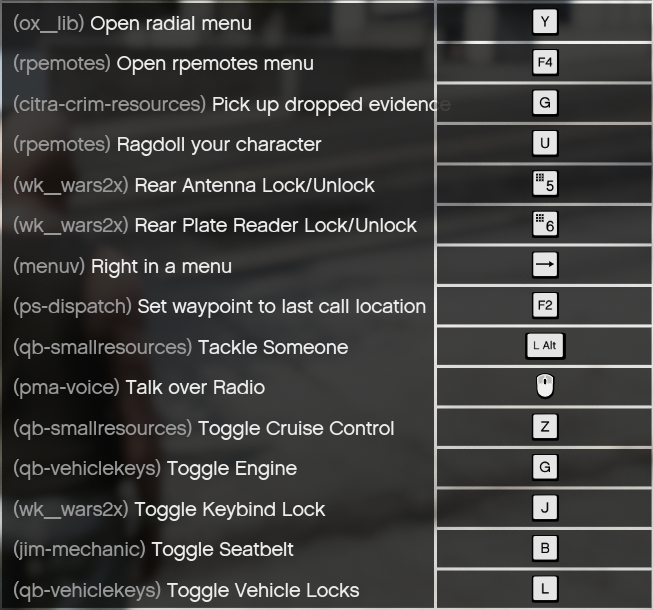 (ox_lib) Open radial menu Y
(rpemotes) Open rpemotes menu F4
(citra-crim-resources) Pick up dropped evidence G
(rpemotes) Ragdoll your character U
(wk_wars2x) Rear Antenna Lock/Unlock 5
(wk_wars2x) Rear Plate Reader Lock/Unlock 6
(menuv) Right in a menu →
(ps-dispatch) Set waypoint to last call location F2
(qb-smallresources) Tackle Someone L Alt
(pma-voice) Talk over Radio
(qb-smallresources) Toggle Cruise Control Z
(qb-vehiclekeys) Toggle Engine G
(wk_wars2x) Toggle Keybind Lock J
(jim-mechanic) Toggle Seatbelt B
(qb-vehiclekeys) Toggle Vehicle Locks L